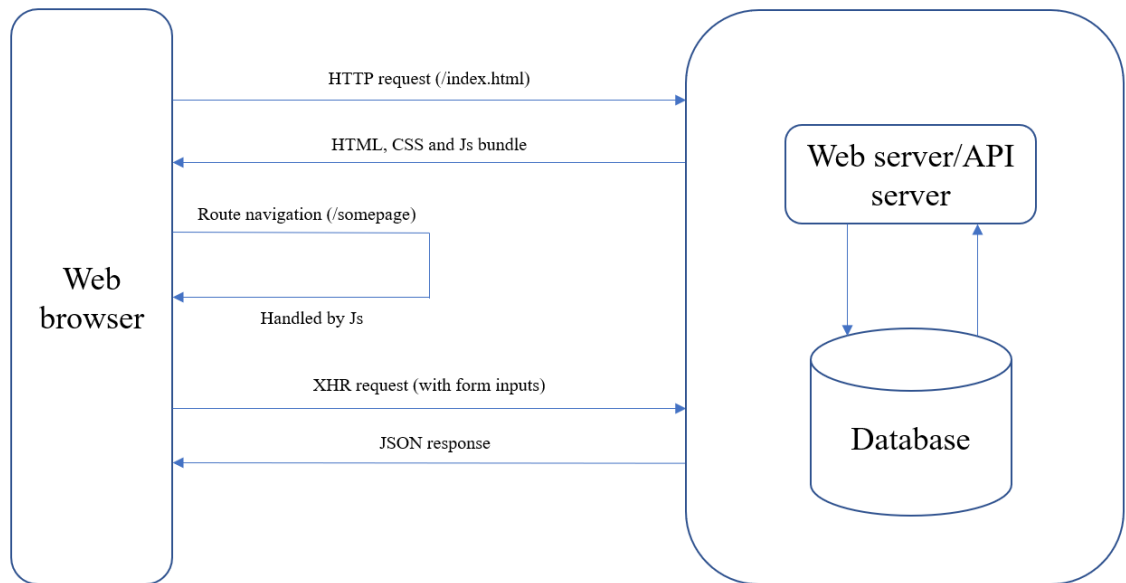 HTTP request (/index.html)
HTML, CSS and Js bundle
Route navigation (/somepage)
Handled by Js
XHR request (with form inputs)
JSON response
Web
browser
Web server/API
server
Database